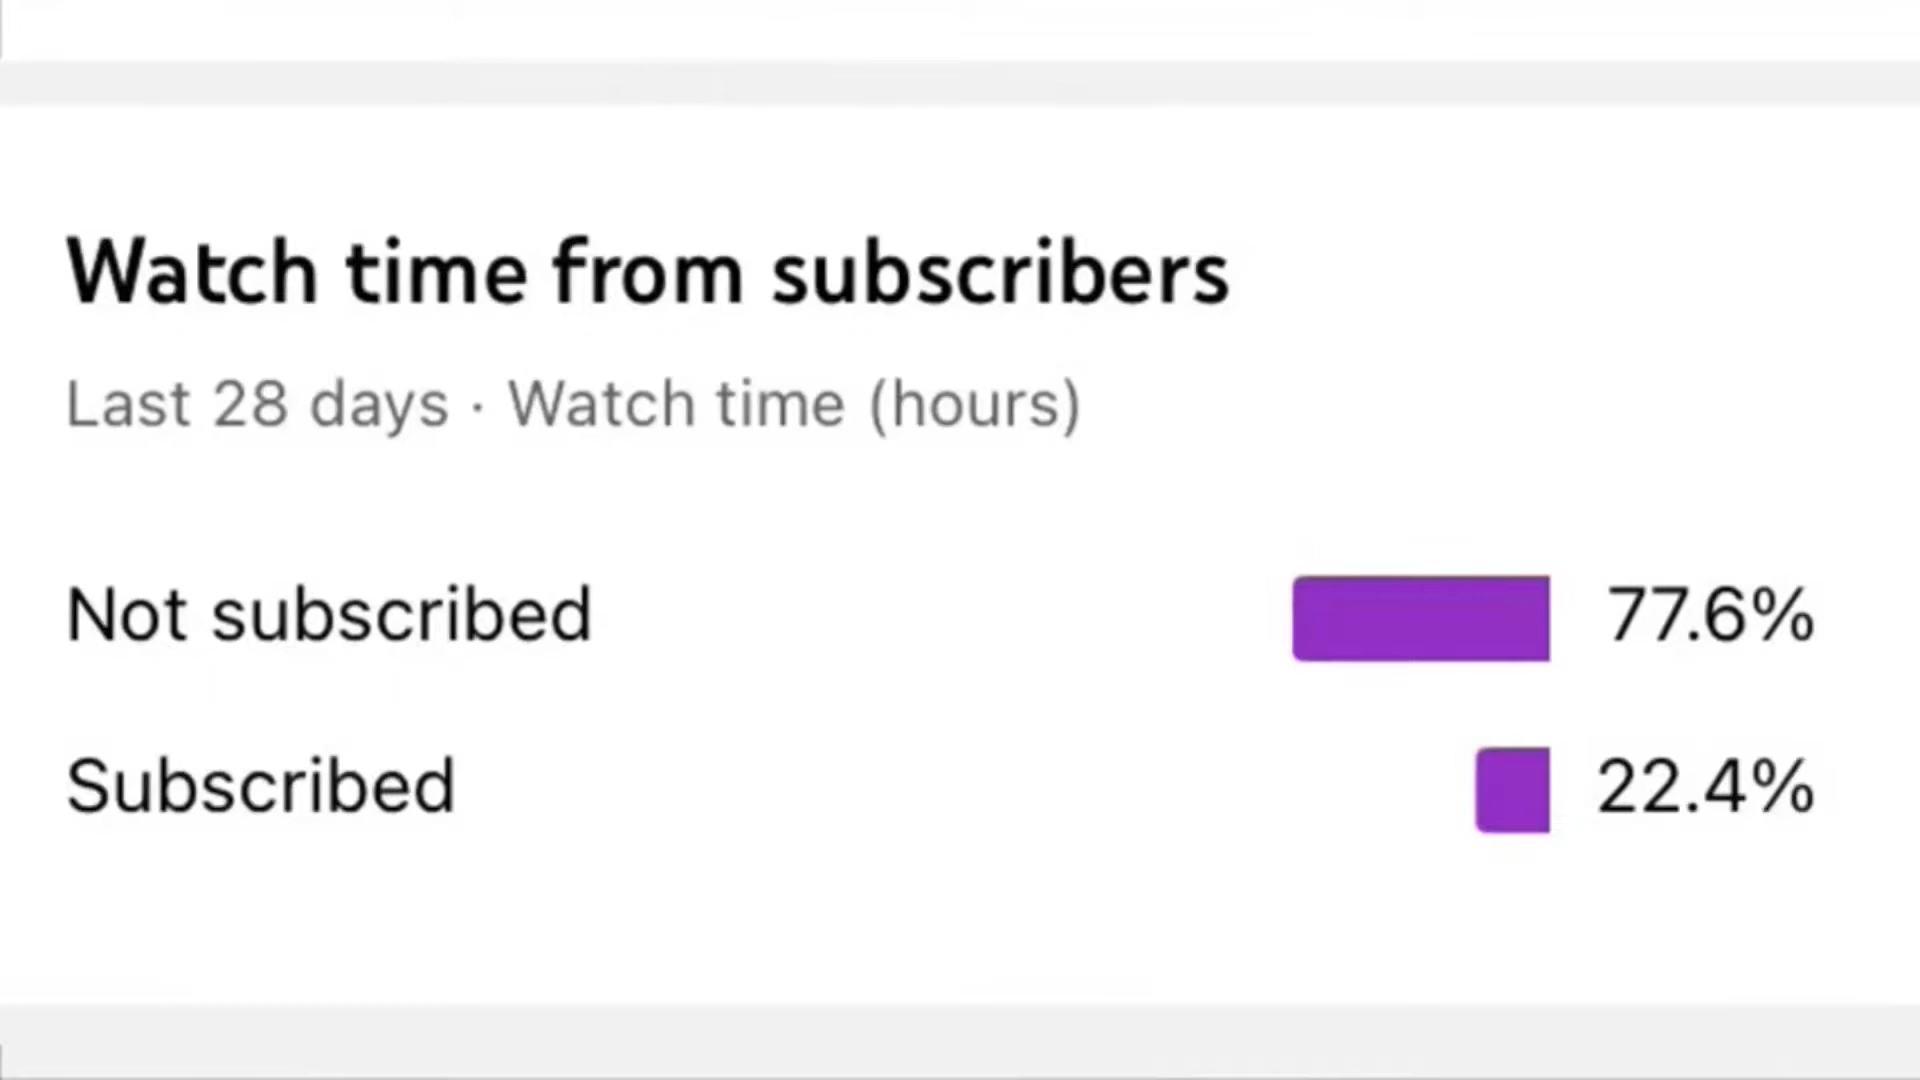 Watch time from subscribers
Last 28 days · Watch time (hours)
Not subscribed 77.6%
Subscribed 22.4%